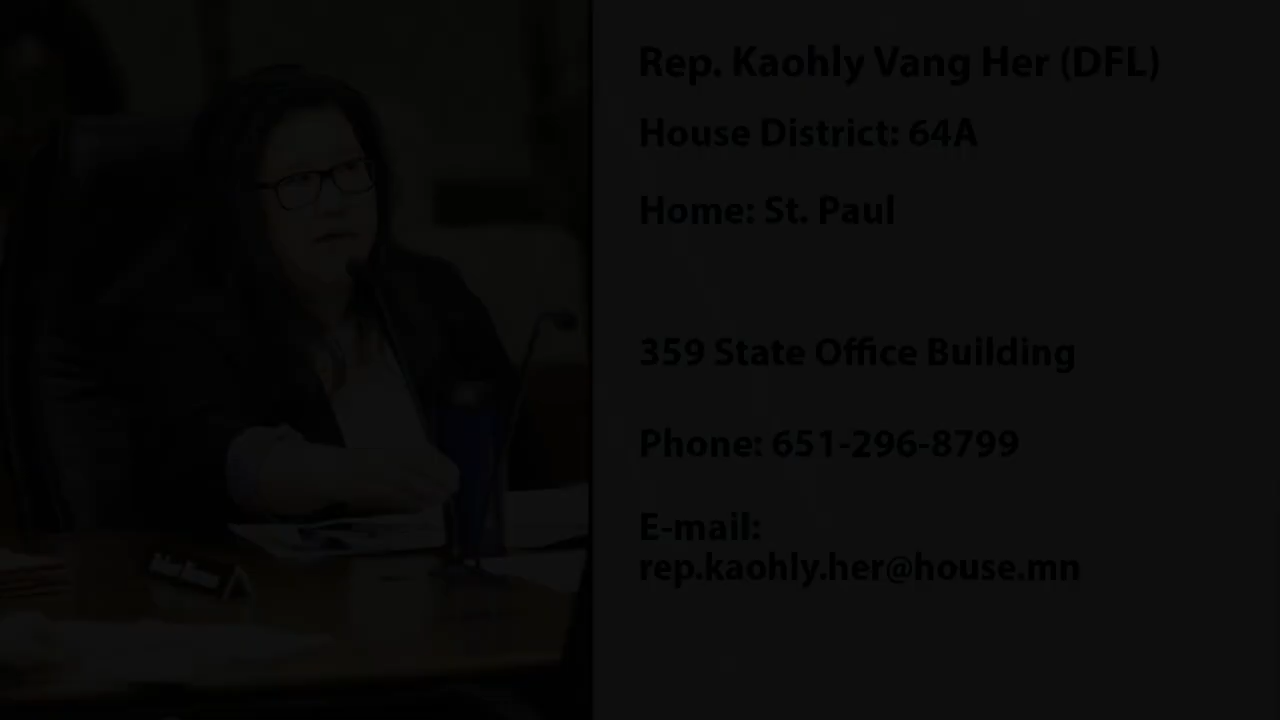 Rep. Kaohly Vang Her (DFL)
House District: 64A
Home: St. Paul
359 State Office Building
Phone: 651-296-8799
E-mail:
rep.kaohly.her@house.mn